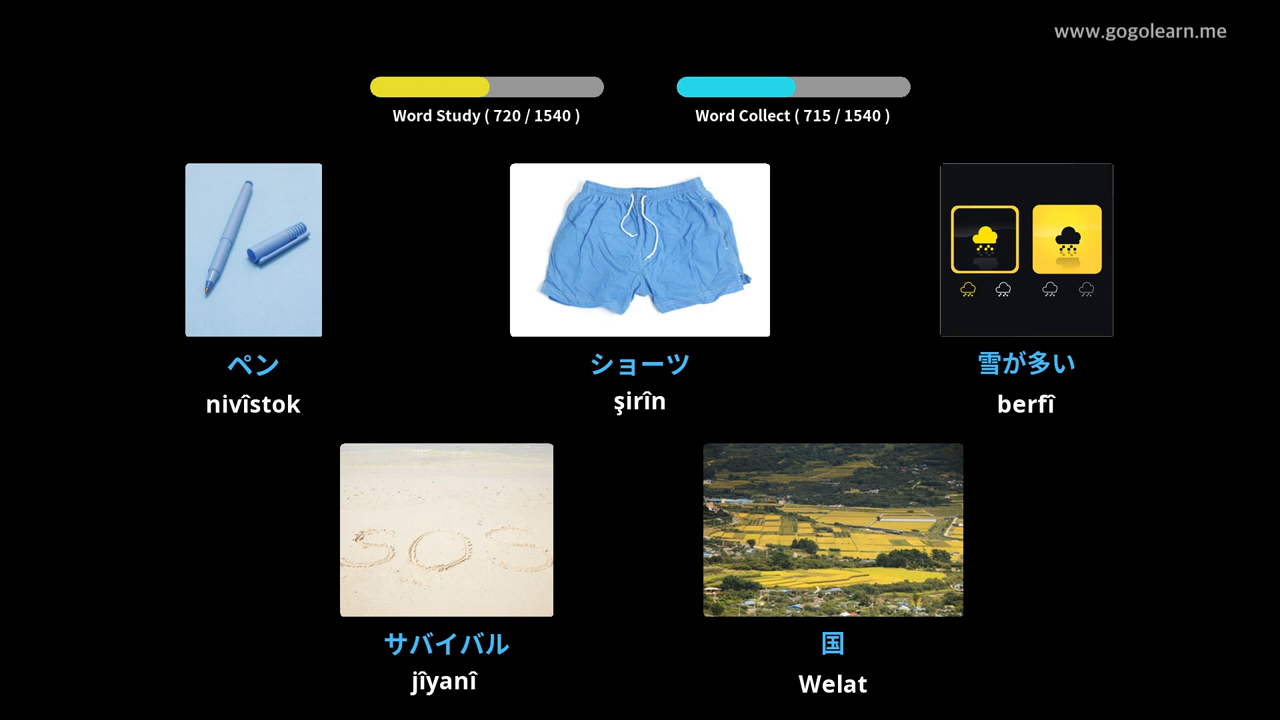 www.gogolearn.me
Word Study ( 720 / 1540 )
Word Collect ( 715 / 1540 )
ペン
nivîstok
ショーツ
şirîn
雪が多い
berfî
SOS
サバイバル
jîyanî
国
Welat